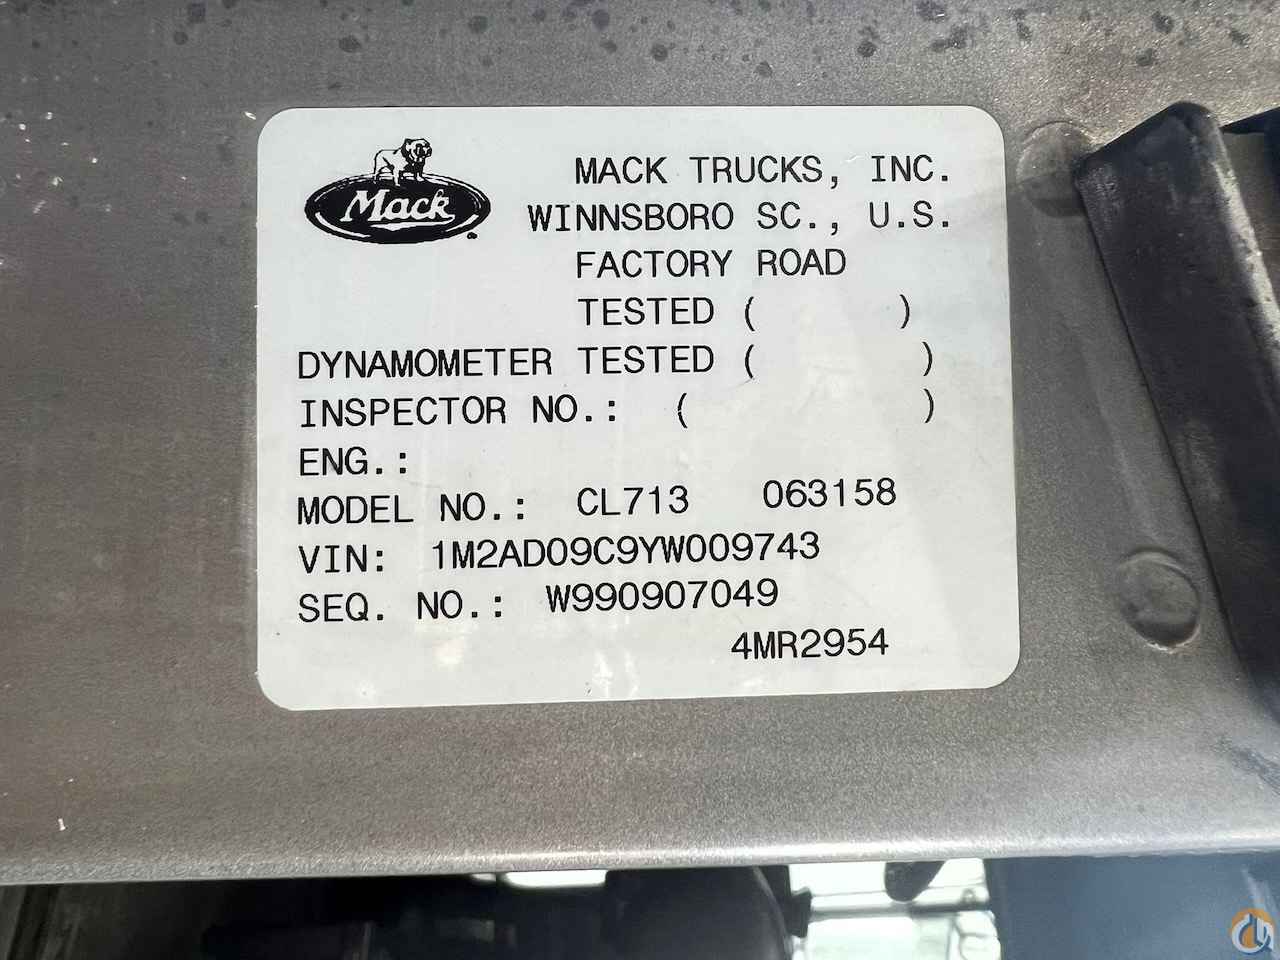 Mack
MACK TRUCKS, INC.
WINNSBORO SC., U.S.
FACTORY ROAD
TESTED ( )
DYNAMOMETER TESTED ( )
INSPECTOR NO.: ( )
ENG.:
MODEL NO.: CL713 063158
VIN: 1M2AD09C9YW009743
SEQ. NO.: W990907049
4MR2954